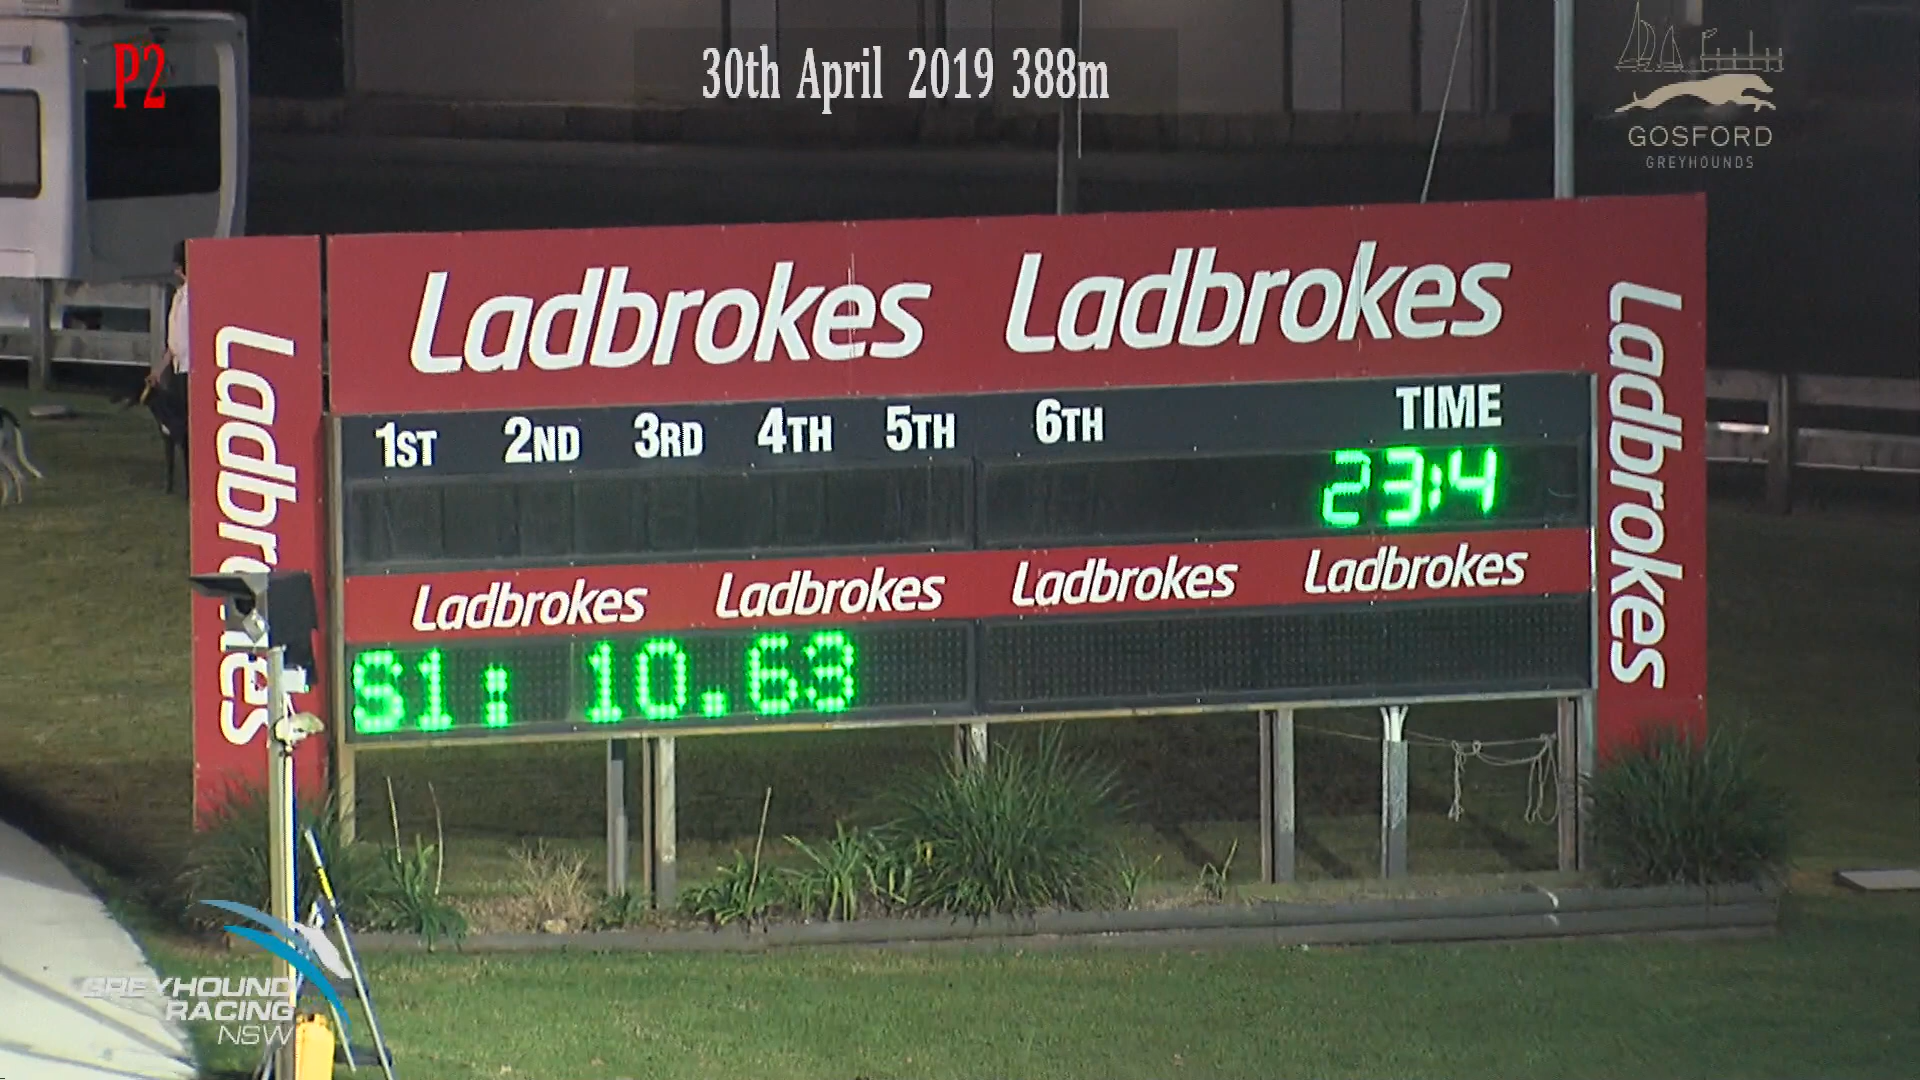 P2
30th April 2019 388m
GOSFORD
GREYHOUNDS
Ladbrokes Ladbrokes
Ladbrokes
Ladbrokes
1ST 2ND 3RD 4TH 5TH 6TH TIME
23:4
Ladbrokes Ladbrokes Ladbrokes Ladbrokes
S1: 10.63
GREYHOUND
RACING
NSW